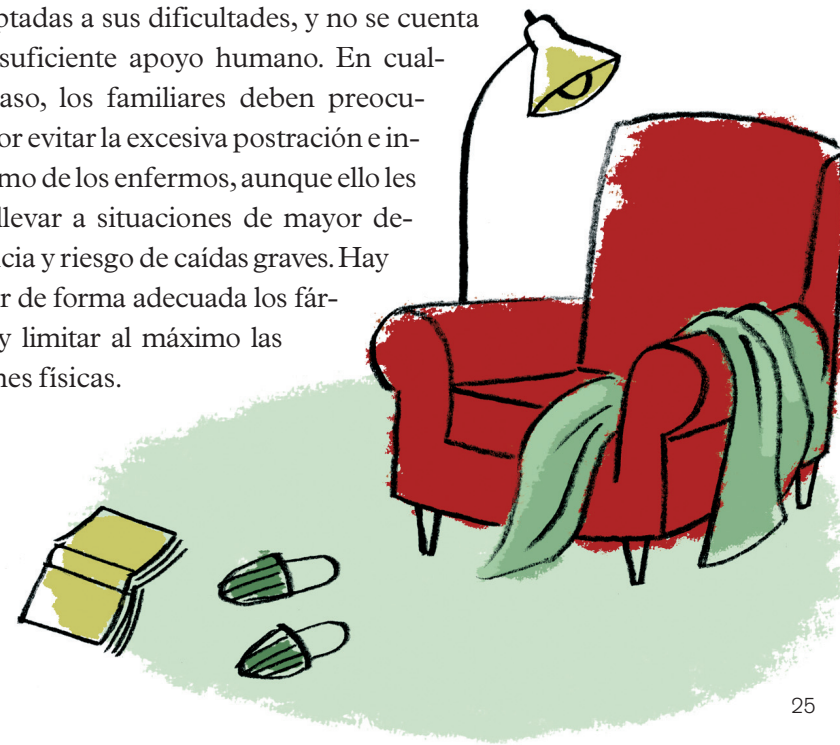 ptadas a sus dificultades, y no se cuenta
suficiente apoyo humano. En cual-
aso, los familiares deben preocu-
or evitar la excesiva postración e in-
mo de los enfermos, aunque ello les
llevar a situaciones de mayor de-
cia y riesgo de caídas graves. Hay
r de forma adecuada los fár-
y limitar al máximo las
nes físicas.
25